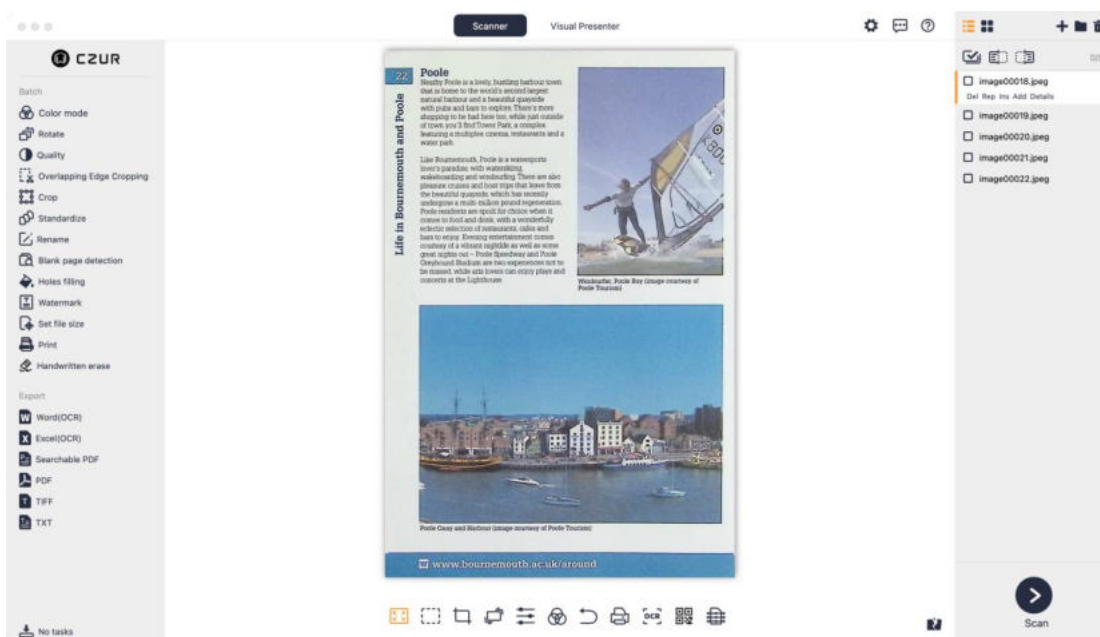 Scanner
Visual Presenter
CZUR
Batch
Color mode
Rotate
Quality
Overlapping Edge Cropping
Crop
Standardize
Rename
Blank page detection
Holes filling
Watermark
Set file size
Print
Handwritten erase
Export
Word(OCR)
Excel(OCR)
Searchable PDF
PDF
TIFF
TXT
No tasks
22
Life in Bournemouth and Poole
Poole
Nearby Poole is a lovely, bustling harbour town
that is home to the world's second largest
natural harbour and a beautiful quayside
with pubs and bars to explore. There's more
shopping to be had here too, while just outside
of town you'll find Tower Park, a complex
featuring a multiplex cinema, restaurants and a
water park.
Like Bournemouth, Poole is a watersports
lover's paradise, with waterskiing,
wakeboarding and windsurfing. There are also
pleasure cruises and boat trips that leave from
the beautiful quayside, which has recently
undergone a multi-million pound regeneration.
Poole residents are spoilt for choice when it
comes to food and drink, with a wonderfully
eclectic selection of restaurants, cafes and
bars to enjoy. Evening entertainment comes
courtesy of a vibrant nightlife as well as some
great nights out – Poole Speedway and Poole
Greyhound Stadium are two experiences not to
be missed, while arts lovers can enjoy plays and
concerts at the Lighthouse
Windsurfer, Poole Bay (image courtesy of
Poole Tourism)
Poole Quay and Harbour (image courtesy of Poole Tourism)
www.bournemouth.ac.uk/around
OCR
image00018.jpeg
Del Rep Ins Add Details
image00019.jpeg
image00020.jpeg
image00021.jpeg
image00022.jpeg
Scan